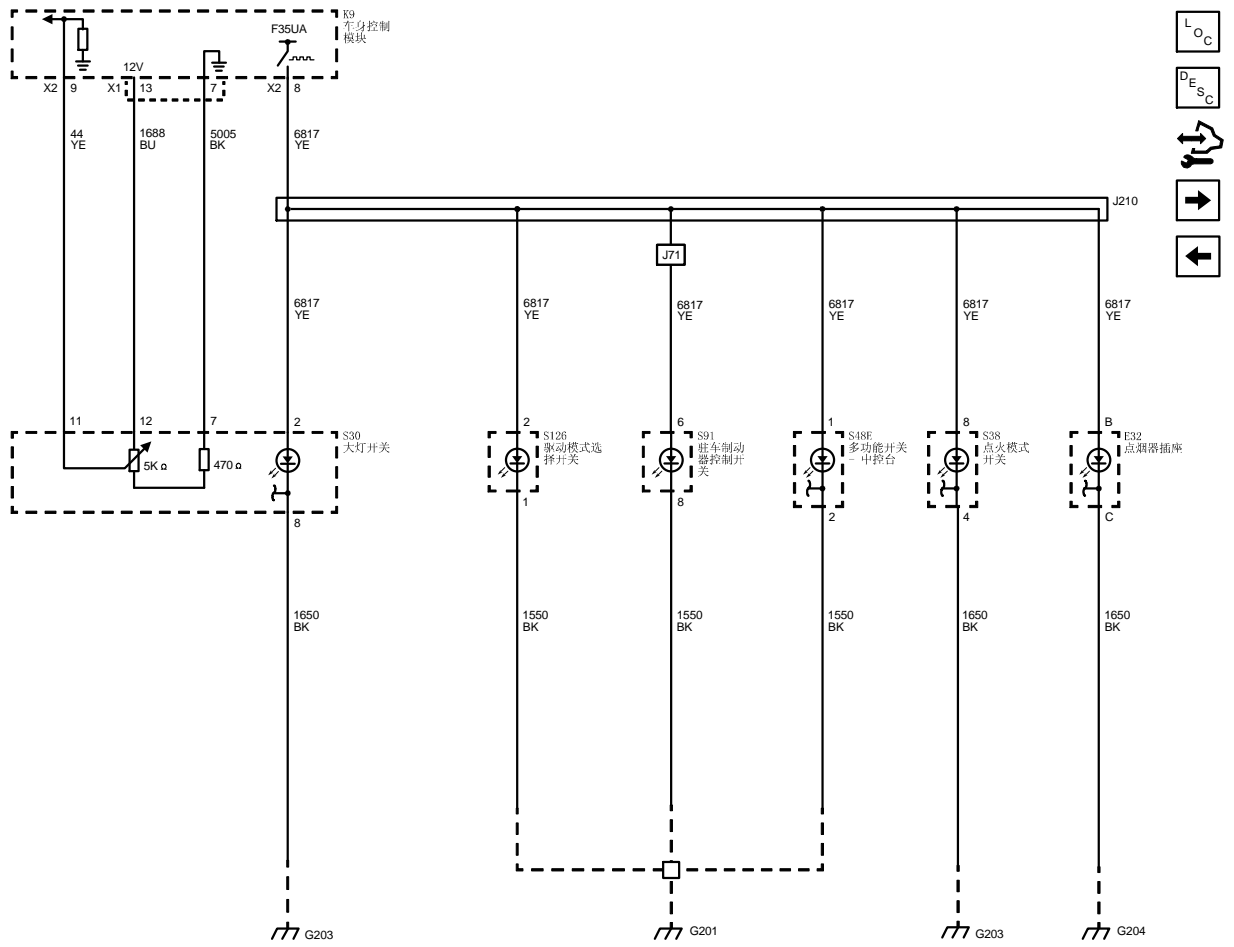 K9
车身控制
模块
F35UA
12V
X2 9
X1 13
7
X2 8
44
YE
1688
BU
5005
BK
6817
YE
J210
J71
6817
YE
6817
YE
6817
YE
6817
YE
6817
YE
6817
YE
11
12
7
2
S30
大灯开关
5KΩ
470Ω
8
2
S126
驱动模式选
择开关
1
6
S91
驻车制动
器控制开
关
8
1
S48E
多功能开关
- 中控台
2
8
S38
点火模式
开关
4
B
E32
点烟器插座
C
1650
BK
1550
BK
1550
BK
1550
BK
1650
BK
1650
BK
G203
G201
G203
G204
LOC
DESC